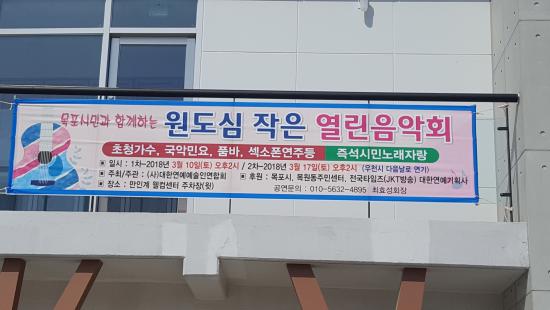 목포시민과 함께하는 원도심 작은 열린음악회
초청가수, 국악민요, 품바, 섹소폰연주등 즉석시민노래자랑
■ 일시 : 1차-2018년 3월 10일(토) 오후2시 / 2차-2018년 3월 17일(토) 오후2시 (우천시 다음날로 연기)
■ 주최/주관 : (사)대한연예예술인연합회 ■ 후원 : 목포시, 목원동주민센터, 전국타임즈(JKT방송) 대한연예기획사
■ 장소 : 만인계 웰컴센터 주차장(윗) 공연문의 : 010-5632-4895 최효성회장